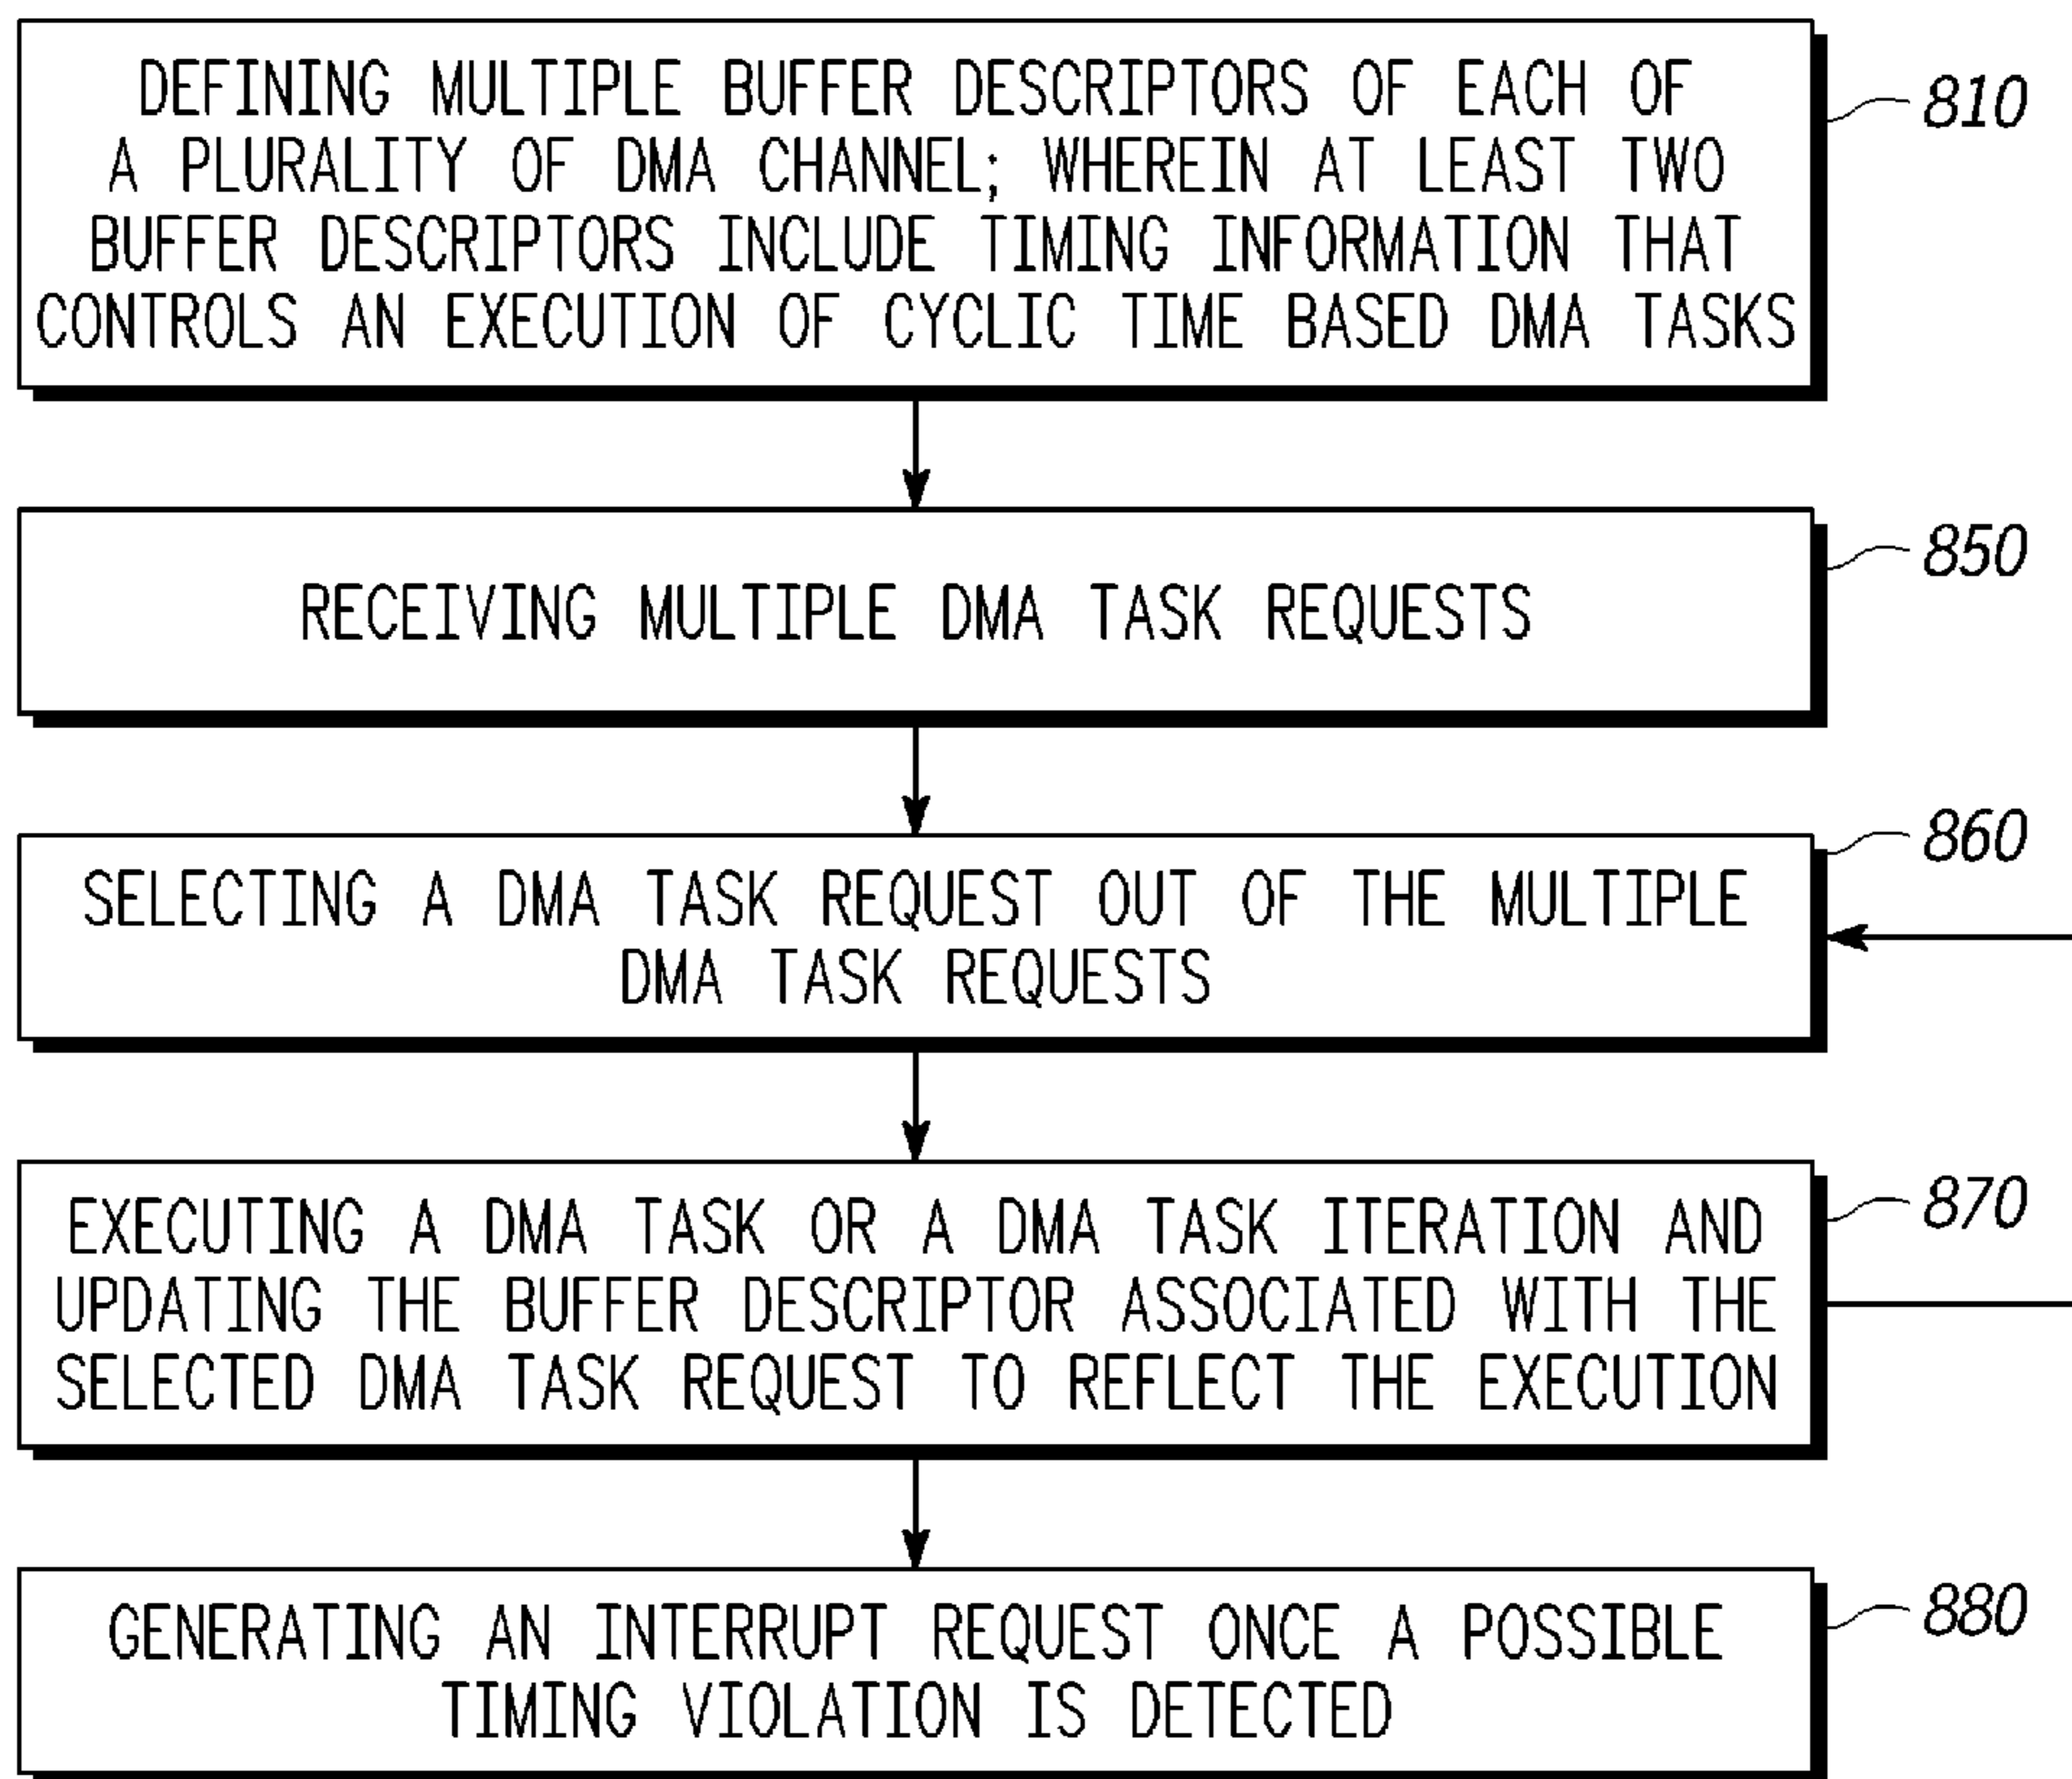 DEFINING MULTIPLE BUFFER DESCRIPTORS OF EACH OF
A PLURALITY OF DMA CHANNEL; WHEREIN AT LEAST TWO
BUFFER DESCRIPTORS INCLUDE TIMING INFORMATION THAT
CONTROLS AN EXECUTION OF CYCLIC TIME BASED DMA TASKS
810
RECEIVING MULTIPLE DMA TASK REQUESTS
850
SELECTING A DMA TASK REQUEST OUT OF THE MULTIPLE
DMA TASK REQUESTS
860
EXECUTING A DMA TASK OR A DMA TASK ITERATION AND
UPDATING THE BUFFER DESCRIPTOR ASSOCIATED WITH THE
SELECTED DMA TASK REQUEST TO REFLECT THE EXECUTION
870
GENERATING AN INTERRUPT REQUEST ONCE A POSSIBLE
TIMING VIOLATION IS DETECTED
880